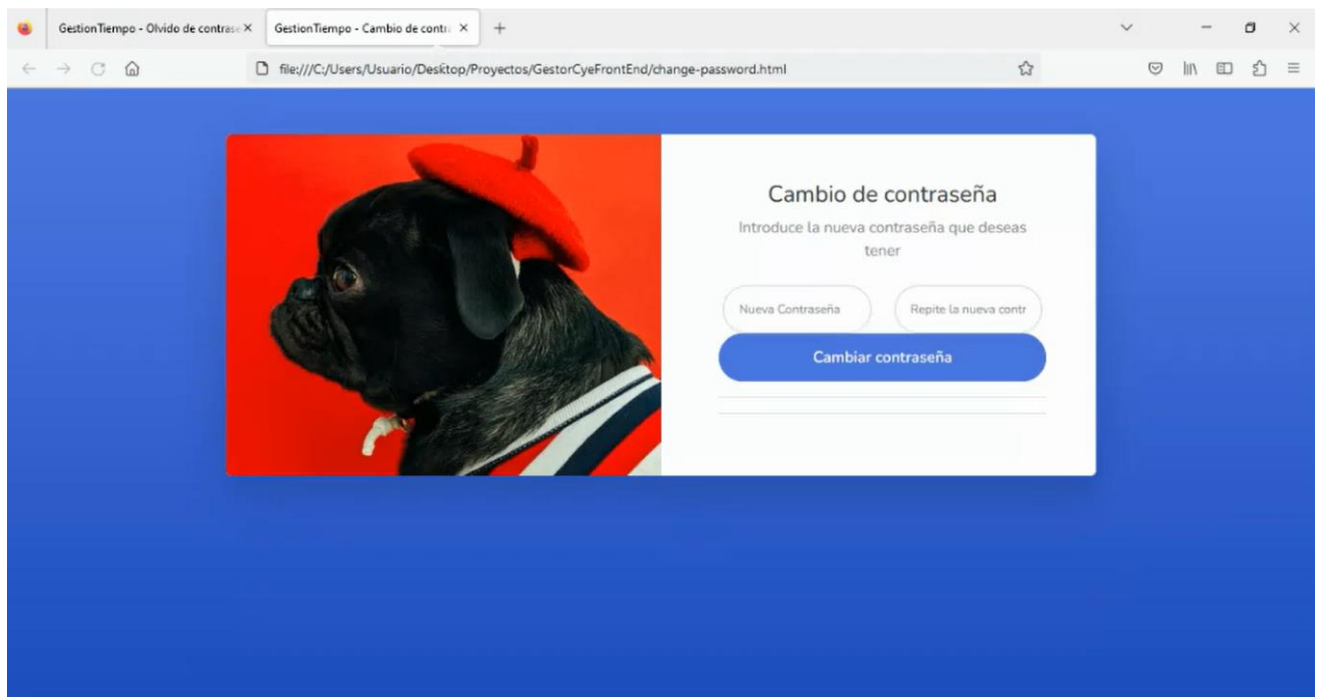 GestionTiempo - Olvido de contrase
GestionTiempo - Cambio de contr
file:///C:/Users/Usuario/Desktop/Proyectos/GestorCyeFrontEnd/change-password.html
Cambio de contraseña
Introduce la nueva contraseña que deseas
tener
Nueva Contraseña
Repite la nueva contr
Cambiar contraseña